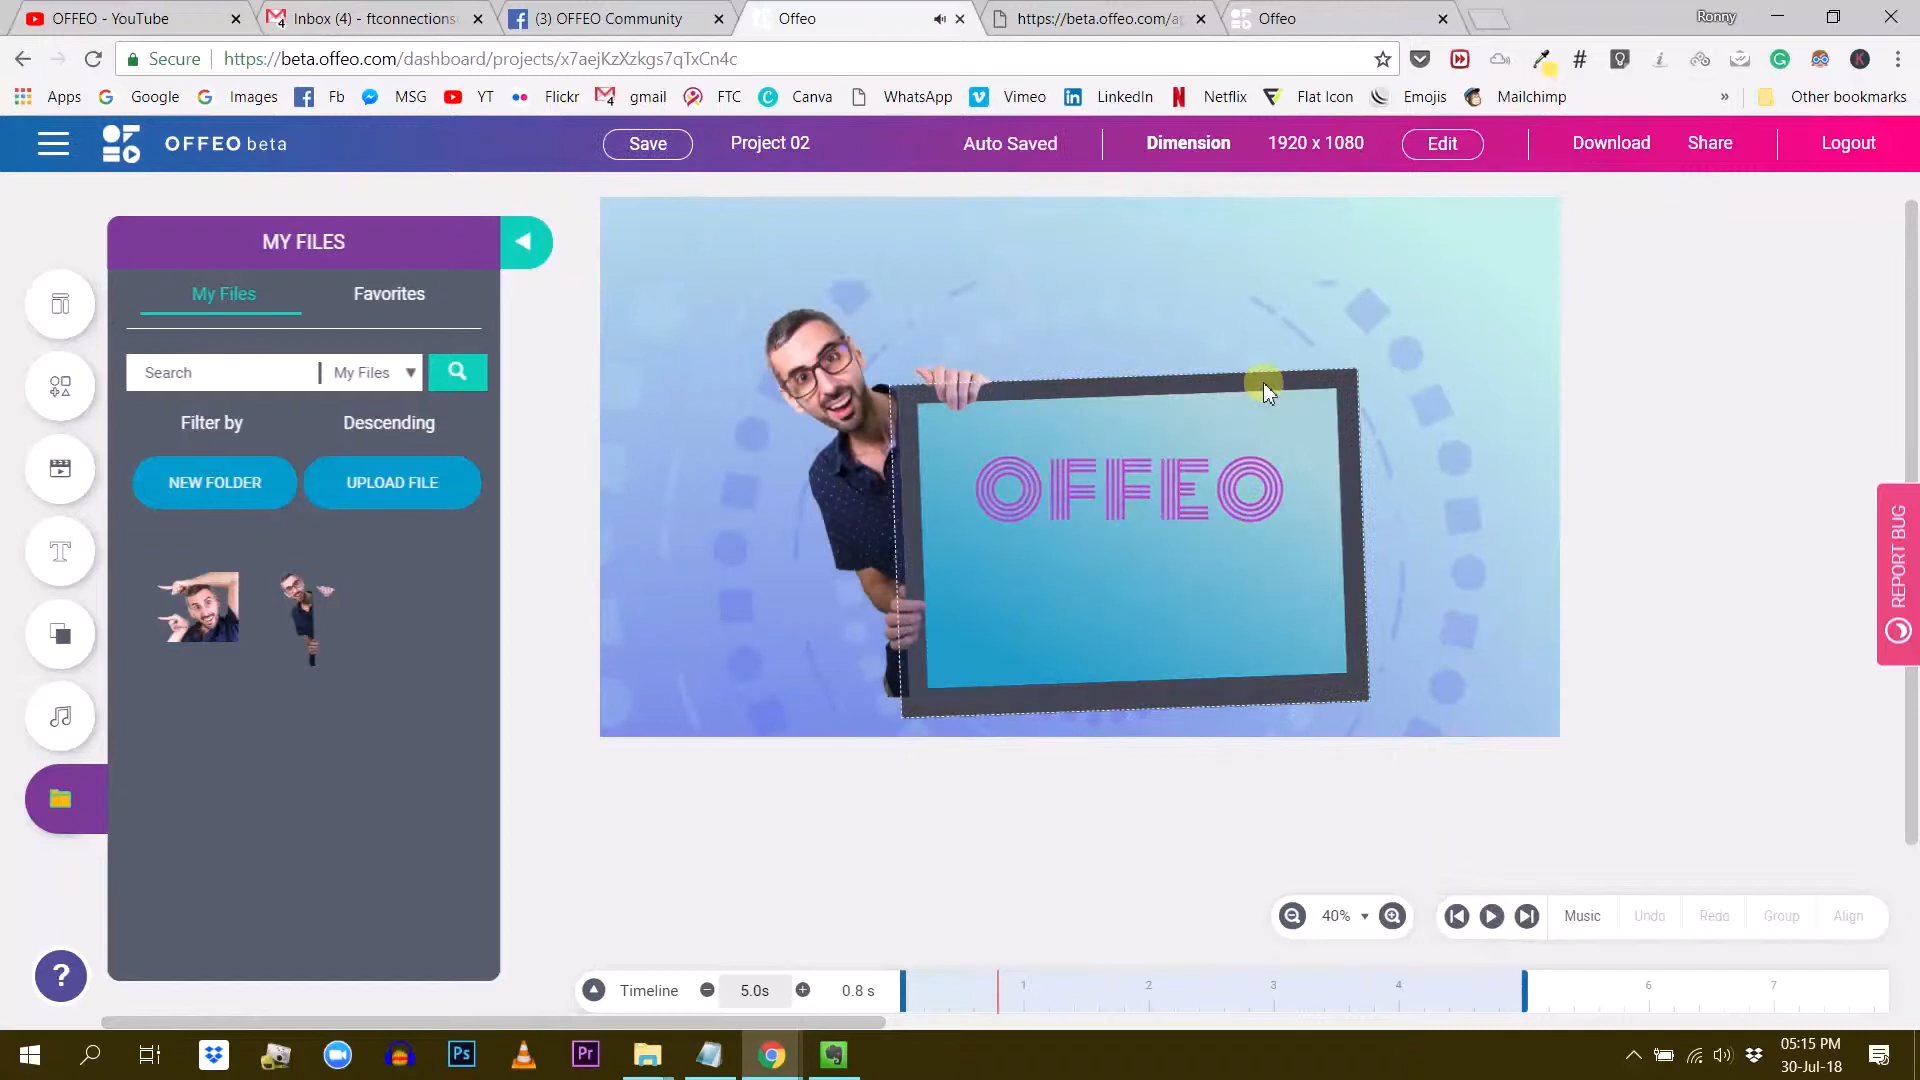 OFFEO - YouTube
Inbox (4) - ftconnections
(3) OFFEO Community
Offeo
https://beta.offeo.com/ap
Offeo
Ronny
Secure
https://beta.offeo.com/dashboard/projects/x7aejKzXzkgs7qTxCn4c
Apps
Google
Images
Fb
MSG
YT
Flickr
gmail
FTC
Canva
WhatsApp
Vimeo
LinkedIn
Netflix
Flat Icon
Emojis
Mailchimp
»
Other bookmarks
OFFEO beta
Save
Project 02
Auto Saved
Dimension
1920 x 1080
Edit
Download
Share
Logout
MY FILES
My Files
Favorites
Search
My Files
Filter by
Descending
NEW FOLDER
UPLOAD FILE
OFFEO
REPORT BUG
?
40%
Music
Undo
Redo
Group
Align
Timeline
5.0s
0.8 s
1
2
3
4
6
7
Ps
Pr
05:15 PM
30-Jul-18